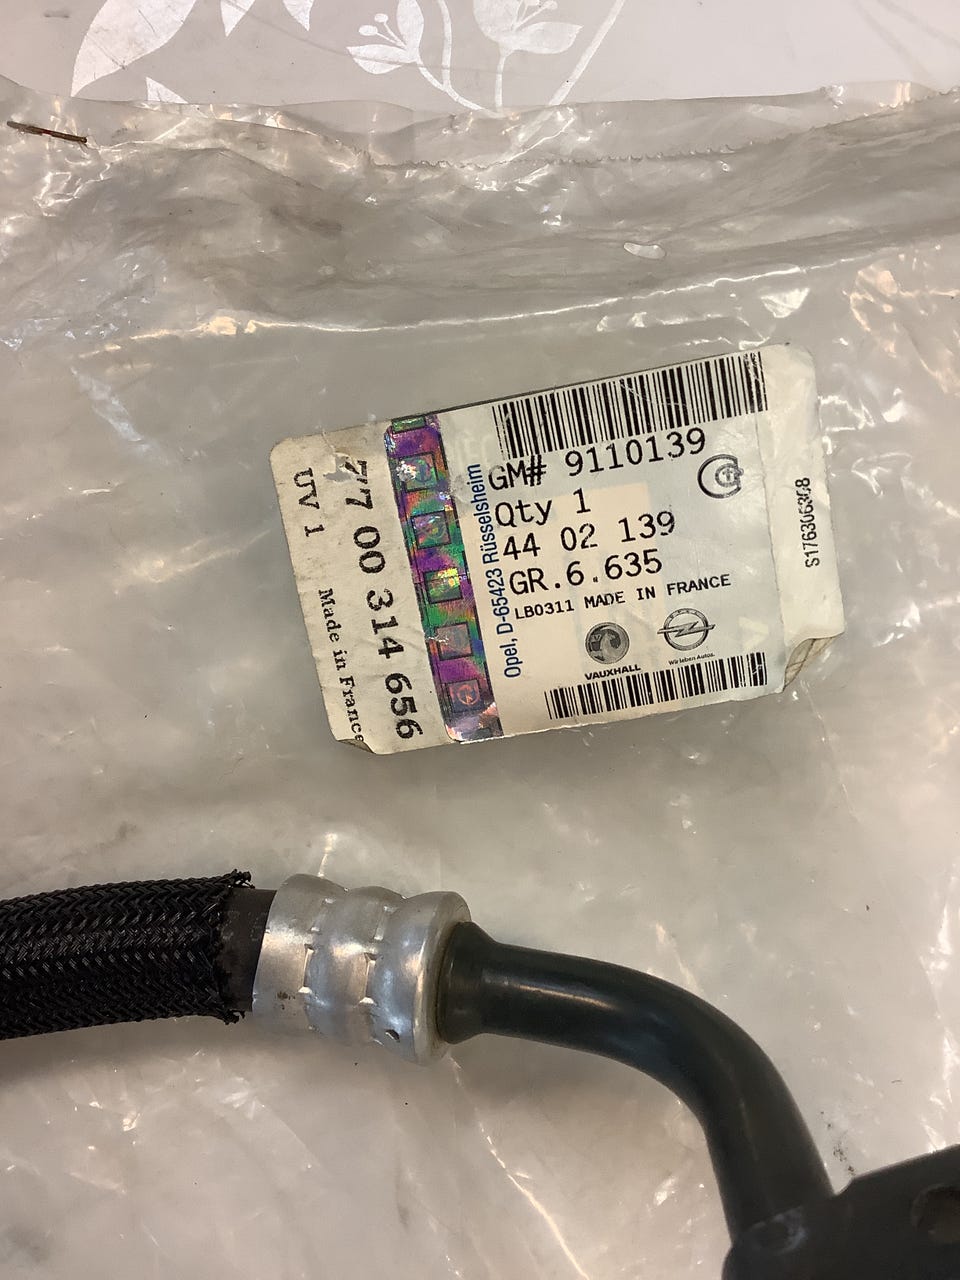 77 00 314 656
UV 1 Made in France
Opel, D-65423 Rüsselsheim
GM# 9110139
Qty 1
44 02 139
GR.6.635
LB0311 MADE IN FRANCE
VAUXHALL
Wir leben Autos.